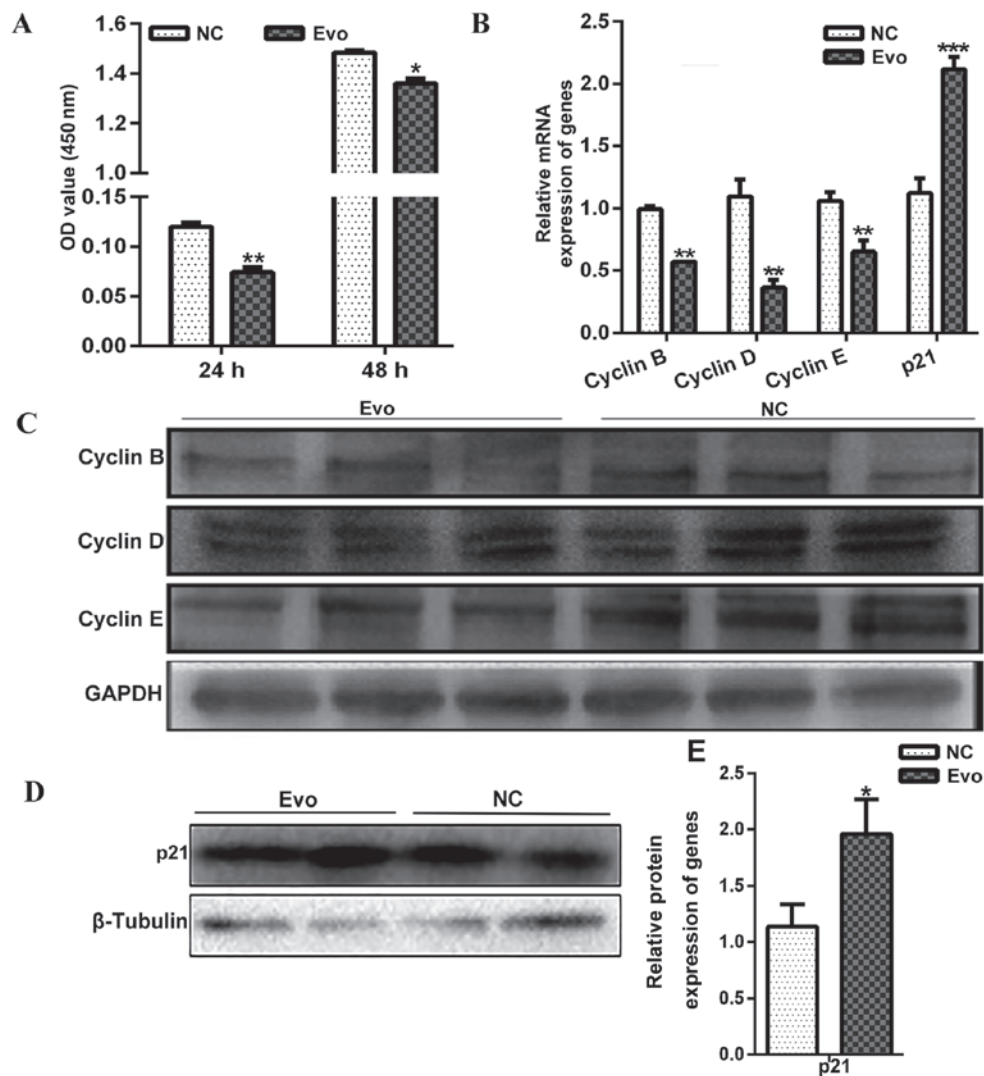 A
NC Evo
OD value (450 nm)
1.6
1.4
1.2
1.0
0.15
0.10
0.05
0.00
**
*
24 h 48 h
B
NC
Evo
Relative mRNA
expression of genes
2.5
2.0
1.5
1.0
0.5
0.0
**
**
**
***
Cyclin B Cyclin D Cyclin E p21
C
Evo NC
Cyclin B
Cyclin D
Cyclin E
GAPDH
D
Evo NC
p21
β-Tubulin
E
NC
Evo
Relative protein
expression of genes
2.5
2.0
1.5
1.0
0.5
0.0
*
p21